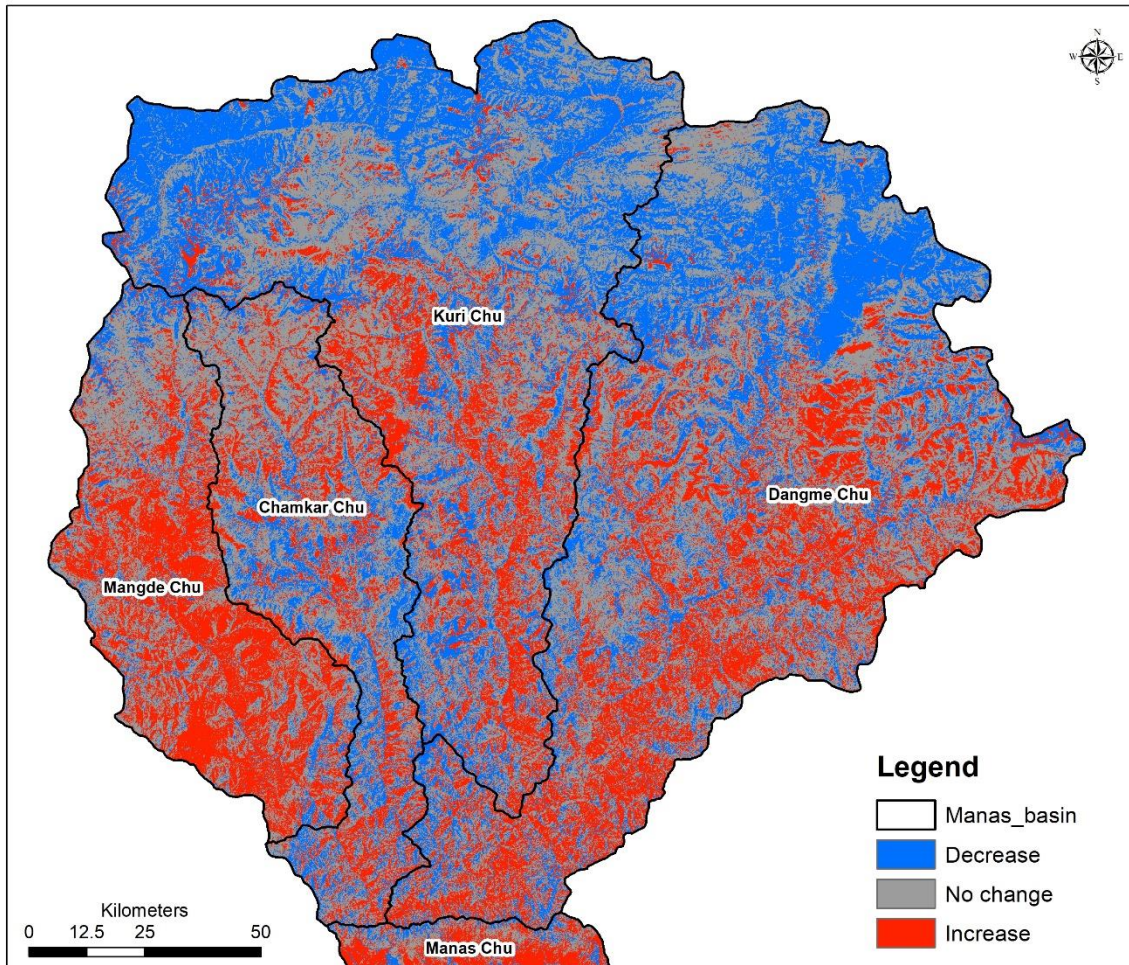 N
W E
S
Kuri Chu
Chamkar Chu
Dangme Chu
Mangde Chu
Manas Chu
Legend
Manas_basin
Decrease
No change
Increase
Kilometers
0 12.5 25 50